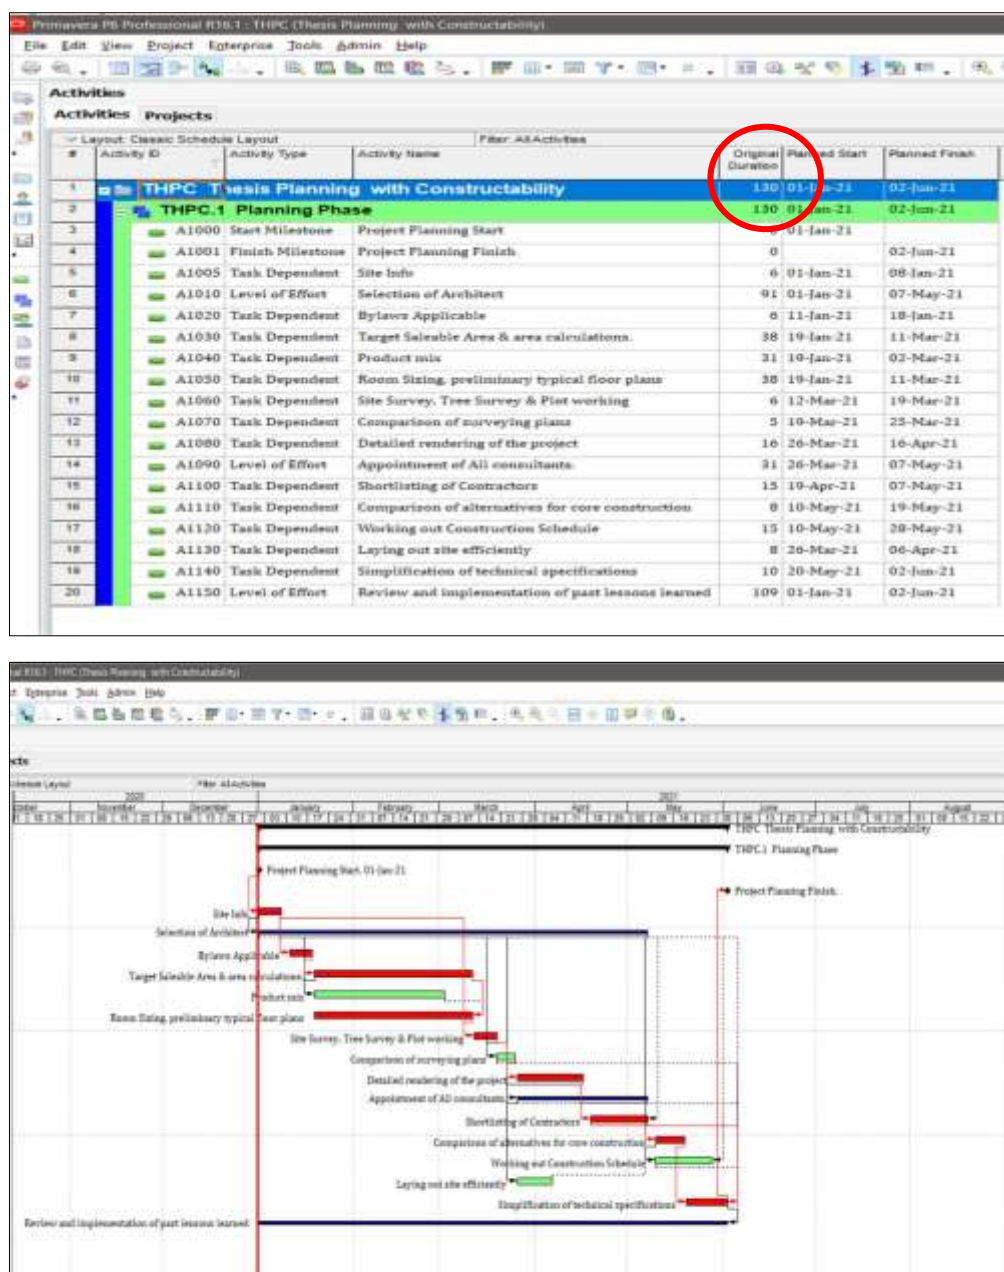 Primavera P6 Professional R16.1 : THPC (Thesis Planning with Constructability)
File Edit View Project Enterprise Tools Admin Help
Activities
Activities Projects
Layout: Classic Schedule Layout Filter: All Activities
# Activity ID Activity Type Activity Name Original Duration Planned Start Planned Finish
1 THPC Thesis Planning with Constructability 130 01-Jan-21 02-Jun-21
2 THPC.1 Planning Phase 130 01-Jan-21 02-Jun-21
3 A1000 Start Milestone Project Planning Start 0 01-Jan-21
4 A1001 Finish Milestone Project Planning Finish 0 02-Jun-21
5 A1005 Task Dependent Site Info 6 01-Jan-21 08-Jan-21
6 A1010 Level of Effort Selection of Architect 91 01-Jan-21 07-May-21
7 A1020 Task Dependent Bylaws Applicable 6 11-Jan-21 18-Jan-21
8 A1030 Task Dependent Target Saleable Area & area calculations. 38 19-Jan-21 11-Mar-21
9 A1040 Task Dependent Product mix 31 19-Jan-21 02-Mar-21
10 A1050 Task Dependent Room Sizing, preliminary typical floor plans 38 19-Jan-21 11-Mar-21
11 A1060 Task Dependent Site Survey, Tree Survey & Plot working 6 12-Mar-21 19-Mar-21
12 A1070 Task Dependent Comparison of surveying plans 5 19-Mar-21 25-Mar-21
13 A1080 Task Dependent Detailed rendering of the project 16 26-Mar-21 16-Apr-21
14 A1090 Level of Effort Appointment of All consultants. 31 26-Mar-21 07-May-21
15 A1100 Task Dependent Shortlisting of Contractors 15 19-Apr-21 07-May-21
16 A1110 Task Dependent Comparison of alternatives for core construction 8 10-May-21 19-May-21
17 A1120 Task Dependent Working out Construction Schedule 15 10-May-21 28-May-21
18 A1130 Task Dependent Laying out site efficiently 8 26-Mar-21 06-Apr-21
19 A1140 Task Dependent Simplification of technical specifications 10 20-May-21 02-Jun-21
20 A1150 Level of Effort Review and implementation of past lessons learned 109 01-Jan-21 02-Jun-21
THPC (Thesis Planning with Constructability)
Enterprise Tools Admin Help
cts
Schedule Layout Filter: All Activities
2020 2021
November December January February March April May June July August
THPC Thesis Planning with Constructability
THPC.1 Planning Phase
Project Planning Start, 01-Jan-21
Project Planning Finish,
Site Info
Selection of Architect
Bylaws Applicable
Target Saleable Area & area calculations
Product mix
Room Sizing, preliminary typical floor plans
Site Survey, Tree Survey & Plot working
Comparison of surveying plans
Detailed rendering of the project
Appointment of All consultants
Shortlisting of Contractors
Comparison of alternatives for core construction
Working out Construction Schedule
Laying out site efficiently
Simplification of technical specifications
Review and implementation of past lessons learned